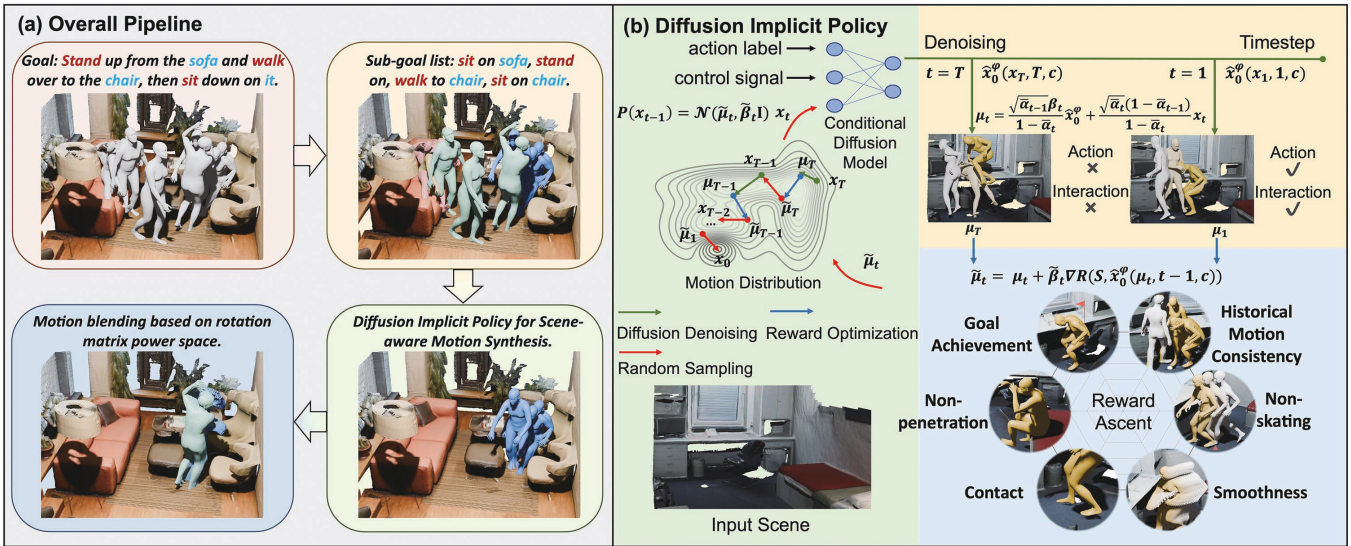 (a) Overall Pipeline
Goal: Stand up from the sofa and walk
over to the chair, then sit down on it.
Sub-goal list: sit on sofa, stand
on, walk to chair, sit on chair.
Motion blending based on rotation
matrix power space.
Diffusion Implicit Policy for Scene-
aware Motion Synthesis.
(b) Diffusion Implicit Policy
action label
control signal
P(x_{t-1}) = 𝒩(μ̃_t, β̃_t I) x_t
Conditional
Diffusion
Model
x_{T-1}
μ_T
x_T
μ_{T-1}
μ̃_T
x_{T-2}
...
μ̃_{T-1}
μ̃_1
x_0
μ̃_t
Motion Distribution
Diffusion Denoising
Reward Optimization
Random Sampling
Input Scene
Denoising
Timestep
t = T
x̂_0^φ(x_T, T, c)
t = 1
x̂_0^φ(x_1, 1, c)
μ_t = \frac{\sqrt{ᾱ_{t-1}}β_t}{1 - ᾱ_t} x̂_0^φ + \frac{\sqrt{ᾱ_t}(1 - ᾱ_{t-1})}{1 - ᾱ_t} x_t
Action
Interaction
Action
Interaction
μ_T
μ_1
μ̃_t = μ_t + β̃_t ∇R(S, x̂_0^φ(μ_t, t - 1, c))
Goal
Achievement
Historical
Motion
Consistency
Non-
penetration
Reward
Ascent
Non-
skating
Contact
Smoothness